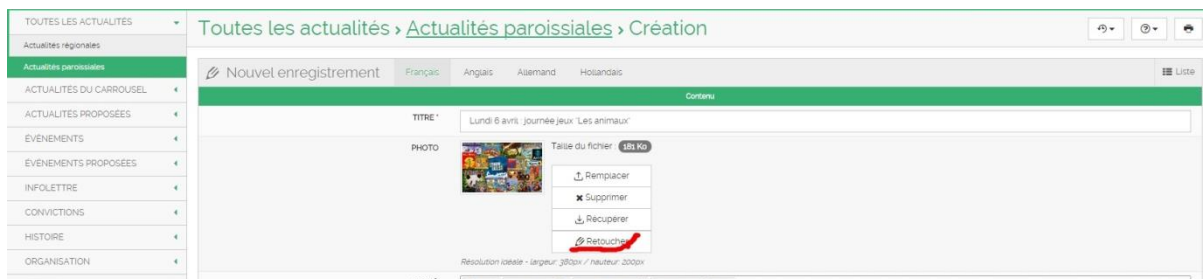 TOUTES LES ACTUALITÉS
Toutes les actualités › Actualités paroissiales › Création
Actualités régionales
Actualités paroissiales
Nouvel enregistrement Français Anglais Allemand Hollandais Liste
ACTUALITÉS DU CARROUSEL
Contenu
ACTUALITÉS PROPOSÉES
TITRE * Lundi 6 avril : journée jeux "Les animaux"
ÉVÉNEMENTS
PHOTO Taille du fichier : 181 Ko
ÉVÉNEMENTS PROPOSÉES
Remplacer
INFOLETTRE
Supprimer
CONVICTIONS
Récupérer
HISTOIRE
Retoucher
ORGANISATION
Résolution idéale - largeur: 380px / hauteur: 200px